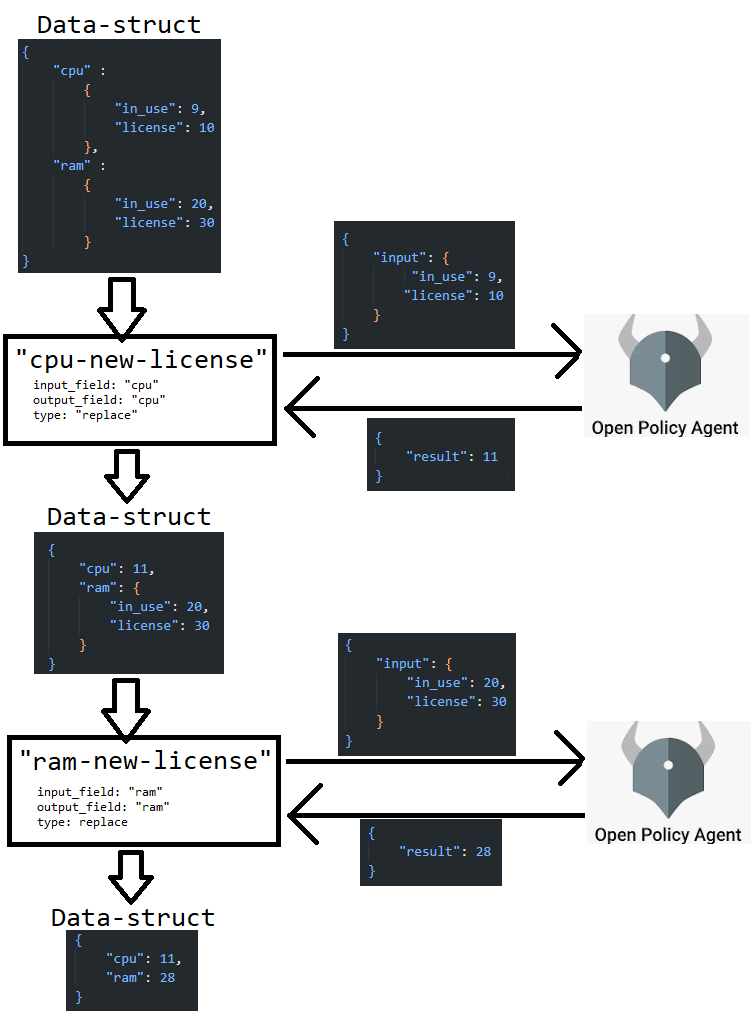 Data-struct
{
"cpu" :
{
"in_use": 9,
"license": 10
},
"ram" :
{
"in_use": 20,
"license": 30
}
}
"cpu-new-license"
input_field: "cpu"
output_field: "cpu"
type: "replace"
{
"input": {
"in_use": 9,
"license": 10
}
}
Open Policy Agent
{
"result": 11
}
Data-struct
{
"cpu": 11,
"ram": {
"in_use": 20,
"license": 30
}
}
"ram-new-license"
input_field: "ram"
output_field: "ram"
type: replace
{
"input": {
"in_use": 20,
"license": 30
}
}
Open Policy Agent
{
"result": 28
}
Data-struct
{
"cpu": 11,
"ram": 28
}